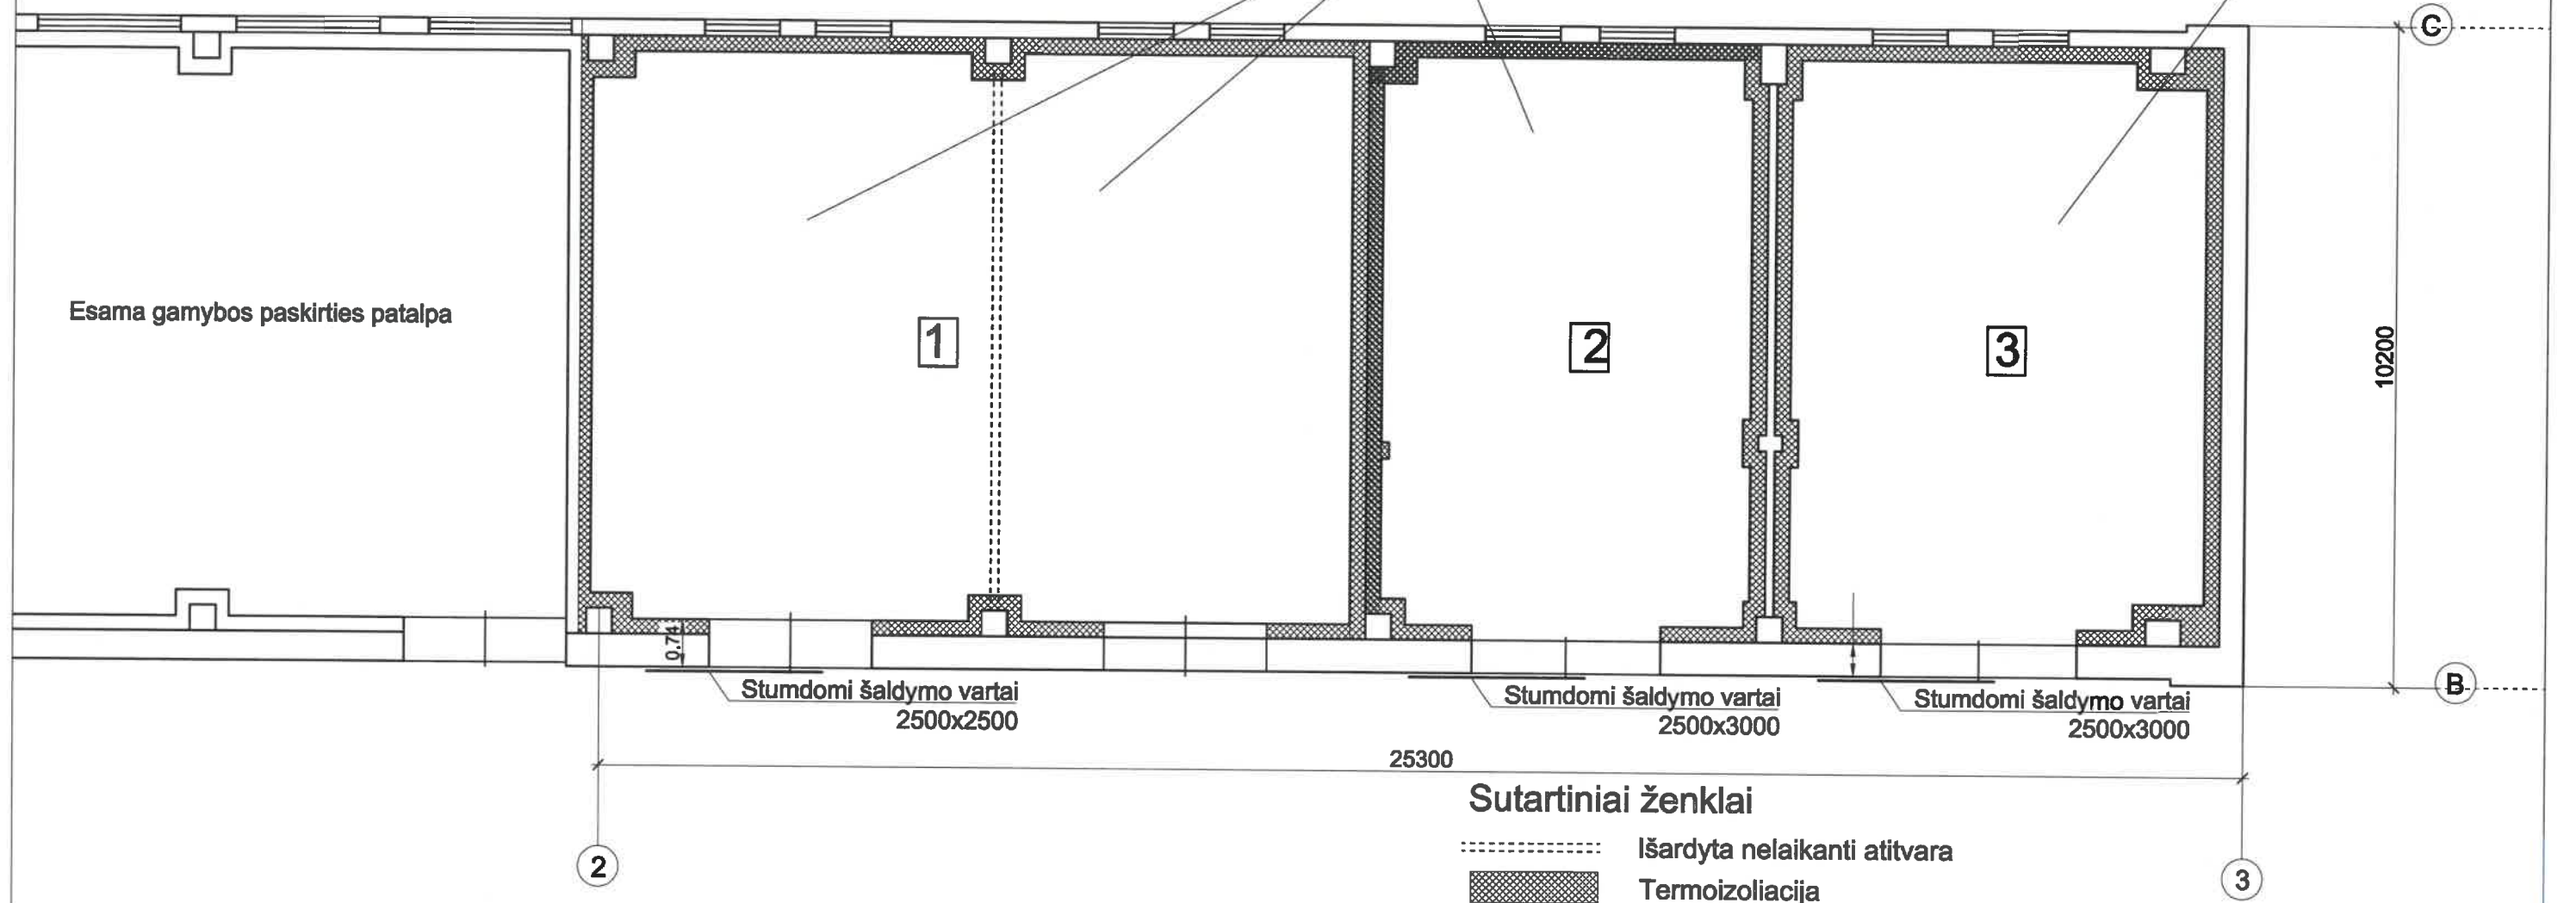 C
Esama gamybos paskirties patalpa
1
2
3
10200
0.74
B
Stumdomi šaldymo vartai
2500x2500
Stumdomi šaldymo vartai
2500x3000
Stumdomi šaldymo vartai
2500x3000
25300
Sutartiniai ženklai
Išardyta nelaikanti atitvara
Termoizoliacija
2
3